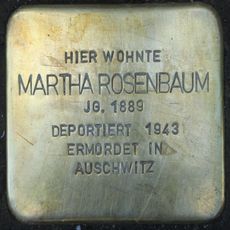 HIER WOHNTE
MARTHA ROSENBAUM
JG. 1889
DEPORTIERT 1943
ERMORDET IN
AUSCHWITZ